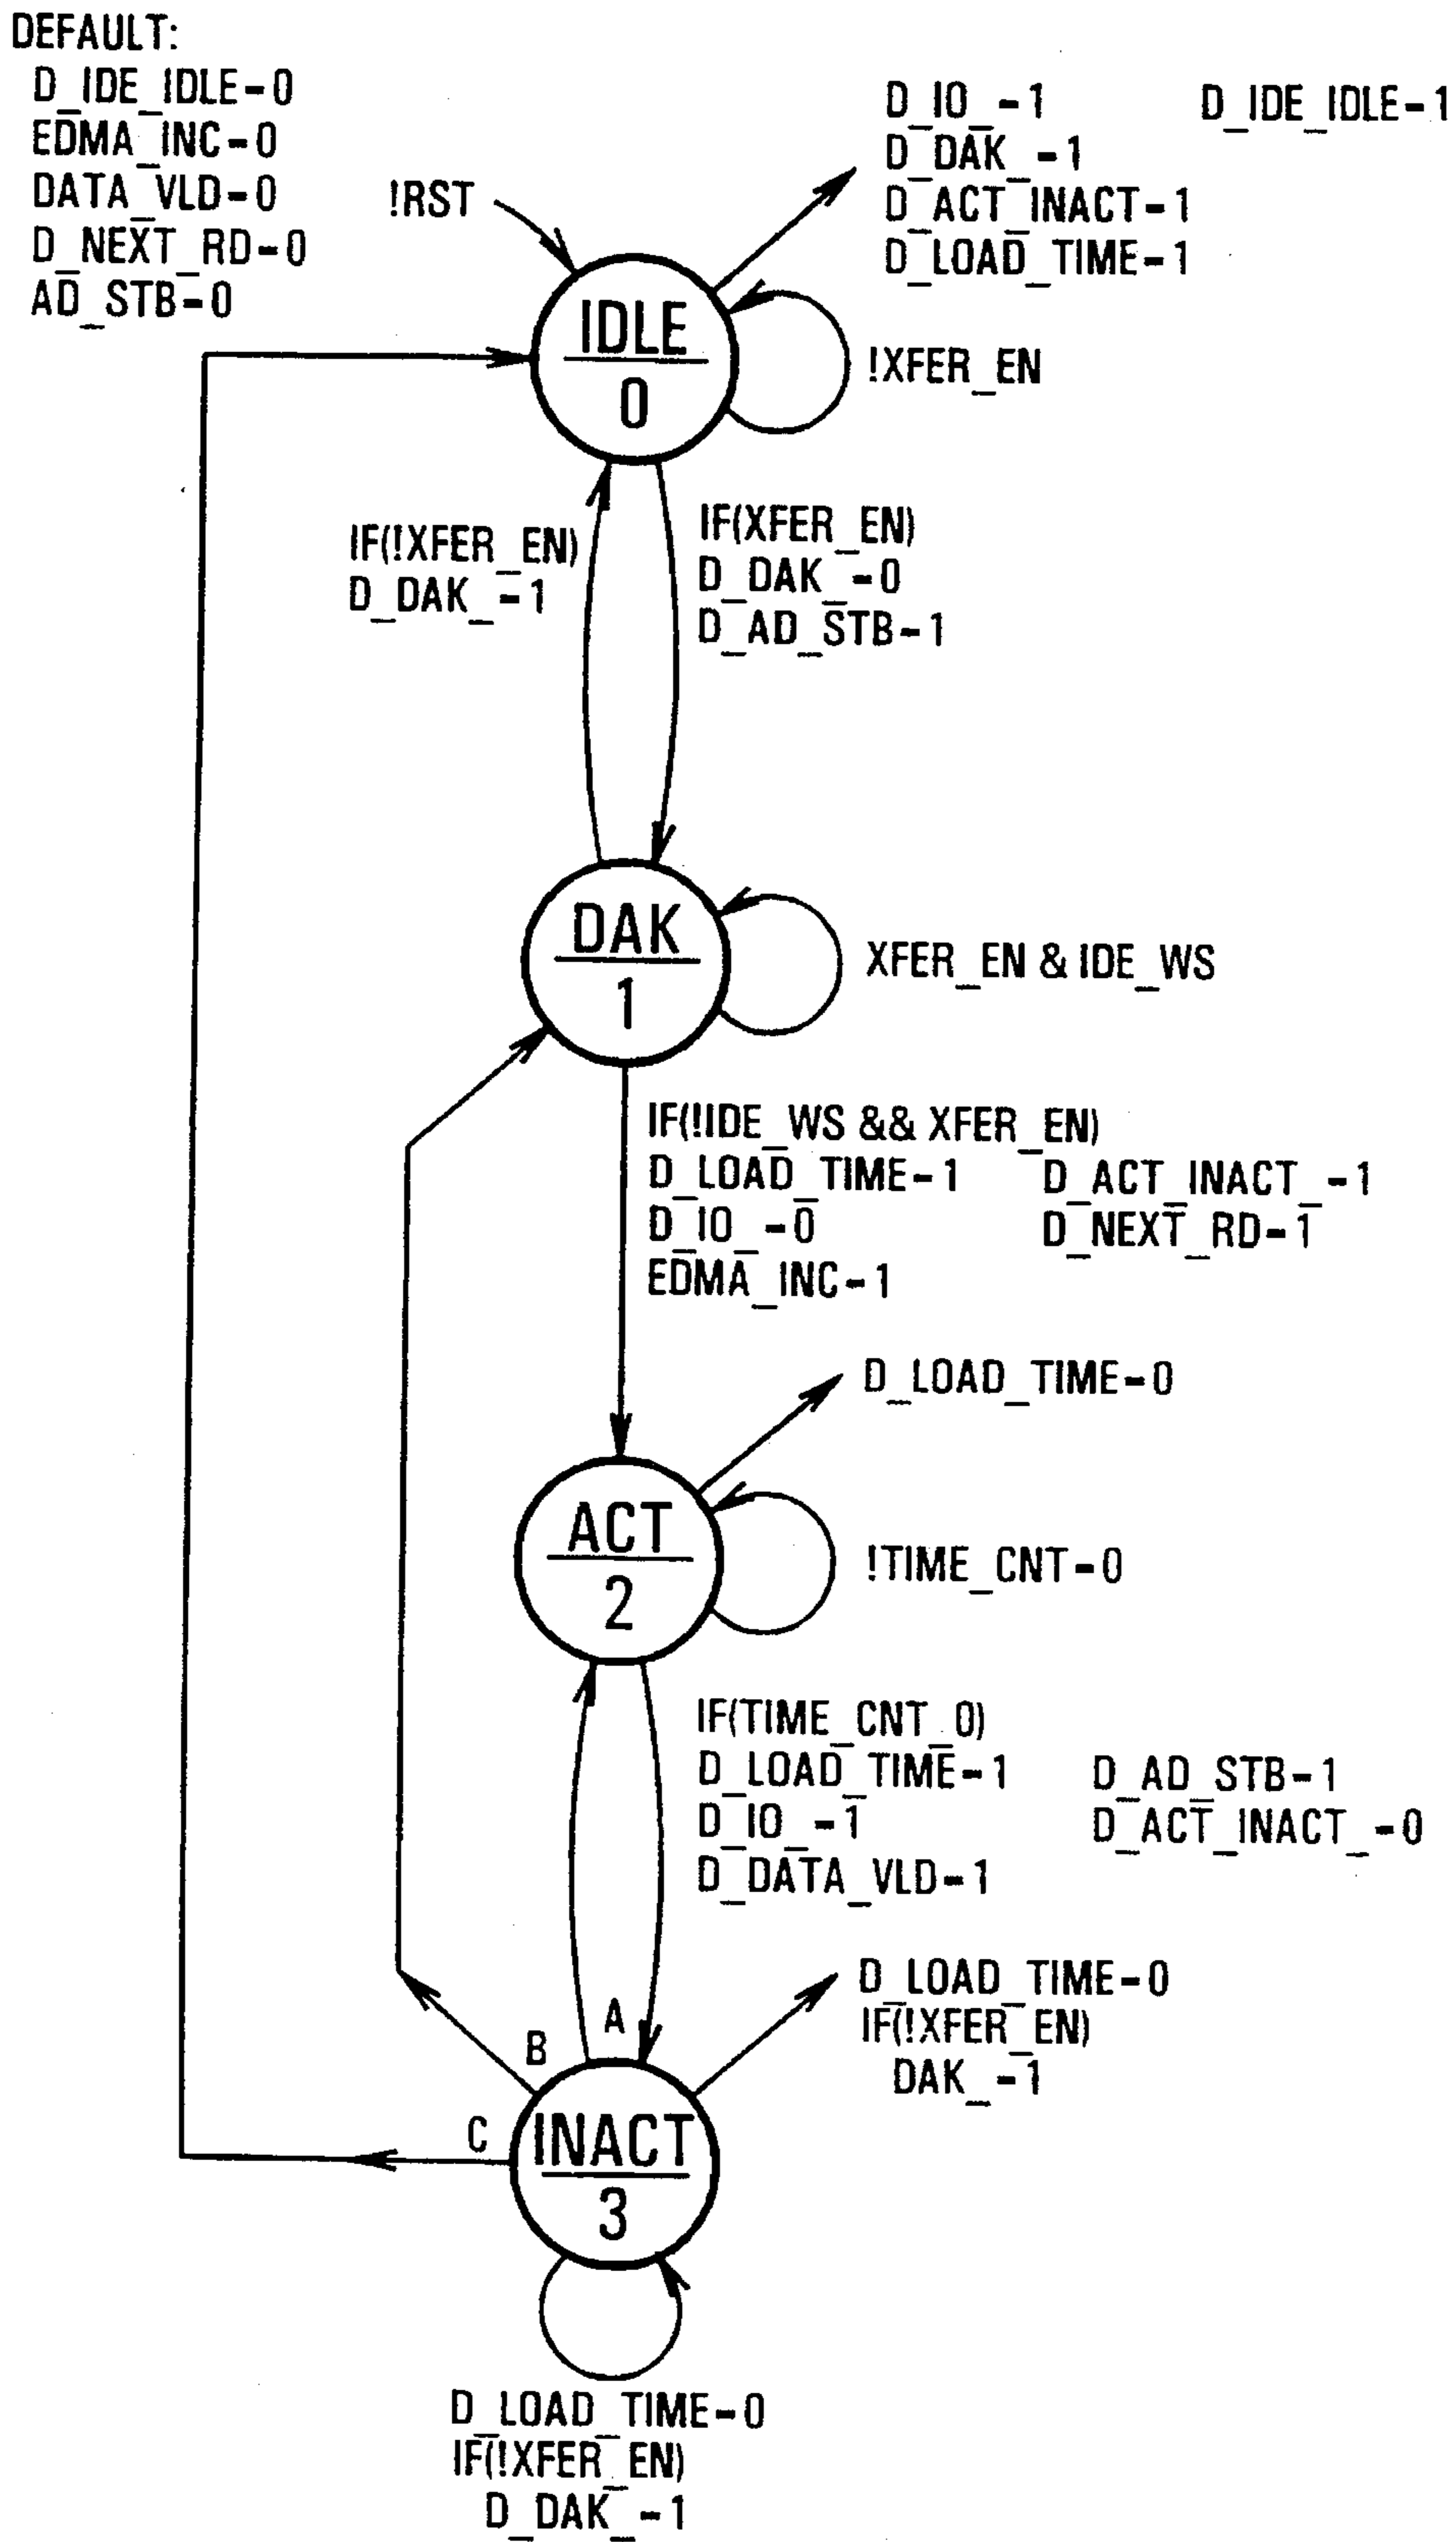 DEFAULT:
D_IDE_IDLE=0
EDMA_INC=0
DATA_VLD=0
D_NEXT_RD=0
AD_STB=0
!RST
D_IO_=1 D_IDE_IDLE=1
D_DAK_=1
D_ACT_INACT=1
D_LOAD_TIME=1
IDLE
0
!XFER_EN
IF(!XFER_EN)
D_DAK_=1
IF(XFER_EN)
D_DAK_=0
D_AD_STB=1
DAK
1
XFER_EN & IDE_WS
IF(!IDE_WS && XFER_EN)
D_LOAD_TIME=1 D_ACT_INACT_=1
D_IO_=0 D_NEXT_RD=1
EDMA_INC=1
D_LOAD_TIME=0
ACT
2
!TIME_CNT=0
IF(TIME_CNT_0)
D_LOAD_TIME=1 D_AD_STB=1
D_IO_=1 D_ACT_INACT_=0
D_DATA_VLD=1
A
B
C
D_LOAD_TIME=0
IF(!XFER_EN)
DAK_=1
INACT
3
D_LOAD_TIME=0
IF(!XFER_EN)
D_DAK_=1